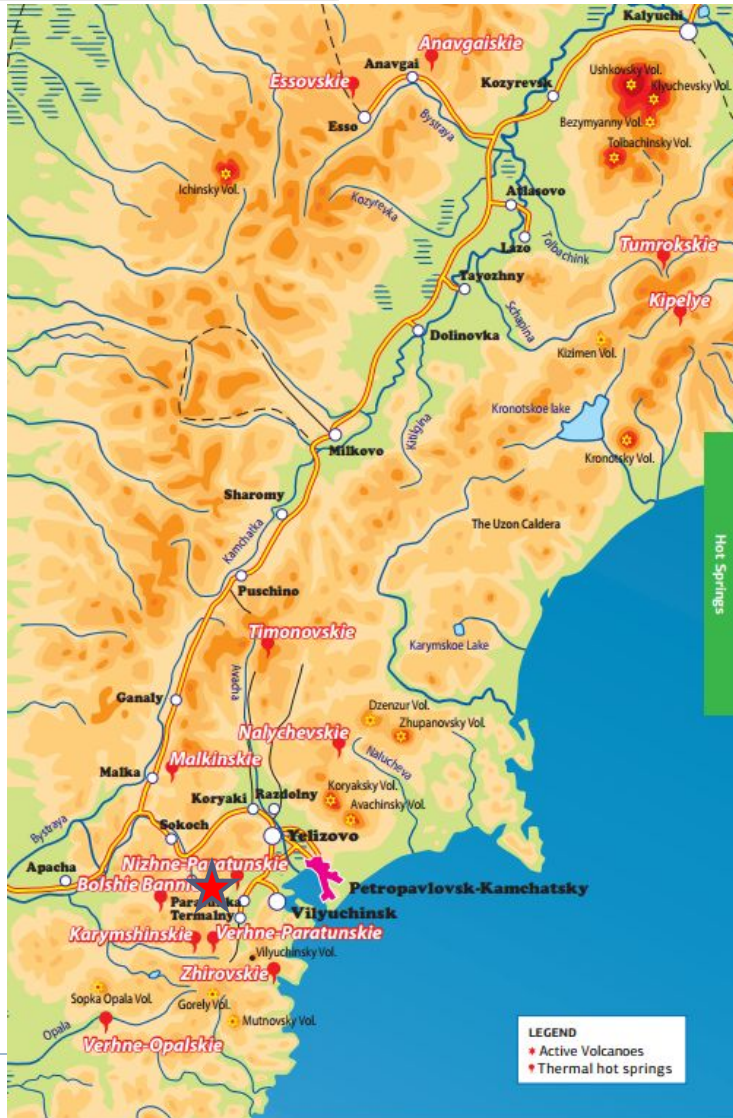 Kalyuchi
Anavgaiskie
Anavgai
Ushkovsky Vol.
Essovskie
Kozyrevsk
Klyuchevsky Vol.
Esso
Bystraya
Bezymyanny Vol.
Tolbachinsky Vol.
Ichinsky Vol.
Kozyrevka
Atlasovo
Lazo
Tolbachink
Tumrokskie
Tayozhny
Kipelye
Schapina
Dolinovka
Kizimen Vol.
Kronotskoe lake
Milkovo
Kronotsky Vol.
Sharomy
The Uzon Caldera
Kamchatka
Hot Springs
Puschino
Timonovskie
Karymskoe Lake
Avacha
Ganaly
Dzenzur Vol.
Zhupanovsky Vol.
Nalychevskie
Malkinskie
Nalucheva
Malka
Koryaksky Vol.
Koryaki
Razdolny
Avachinsky Vol.
Bystraya
Sokoch
Yelizovo
Apacha
Nizhne-Paratunskie
Bolshie
Petropavlovsk-Kamchatsky
Termalny
Vilyuchinsk
Karymshinskie
Verhne-Paratunskie
Vilyuchinsky Vol.
Zhirovskie
Sopka Opala Vol.
Gorely Vol.
Opala
Mutnovsky Vol.
Verhne-Opalskie
LEGEND
Active Volcanoes
Thermal hot springs